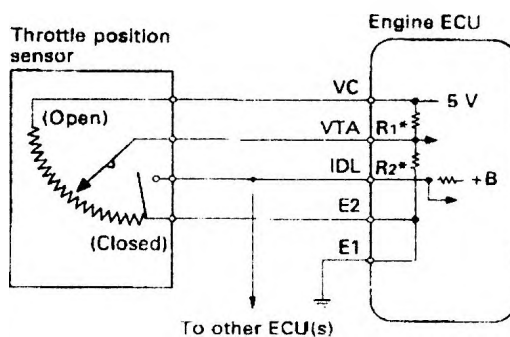 Engine ECU
Throttle position
sensor
(Open)
(Closed)
VC
5 V
VTA
R1*
IDL
R2*
+B
E2
E1
To other ECU(s)